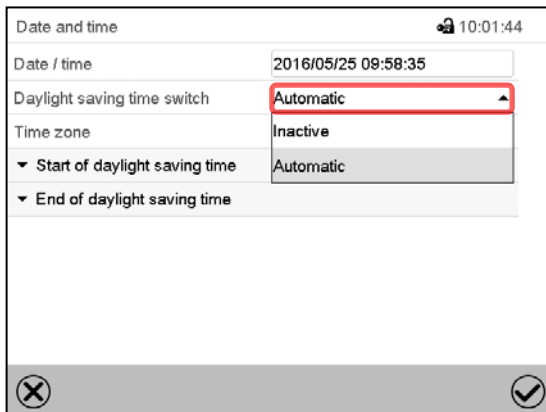 Date and time 10:01:44
Date / time 2016/05/25 09:58:35
Daylight saving time switch Automatic
Time zone Inactive
Start of daylight saving time Automatic
End of daylight saving time